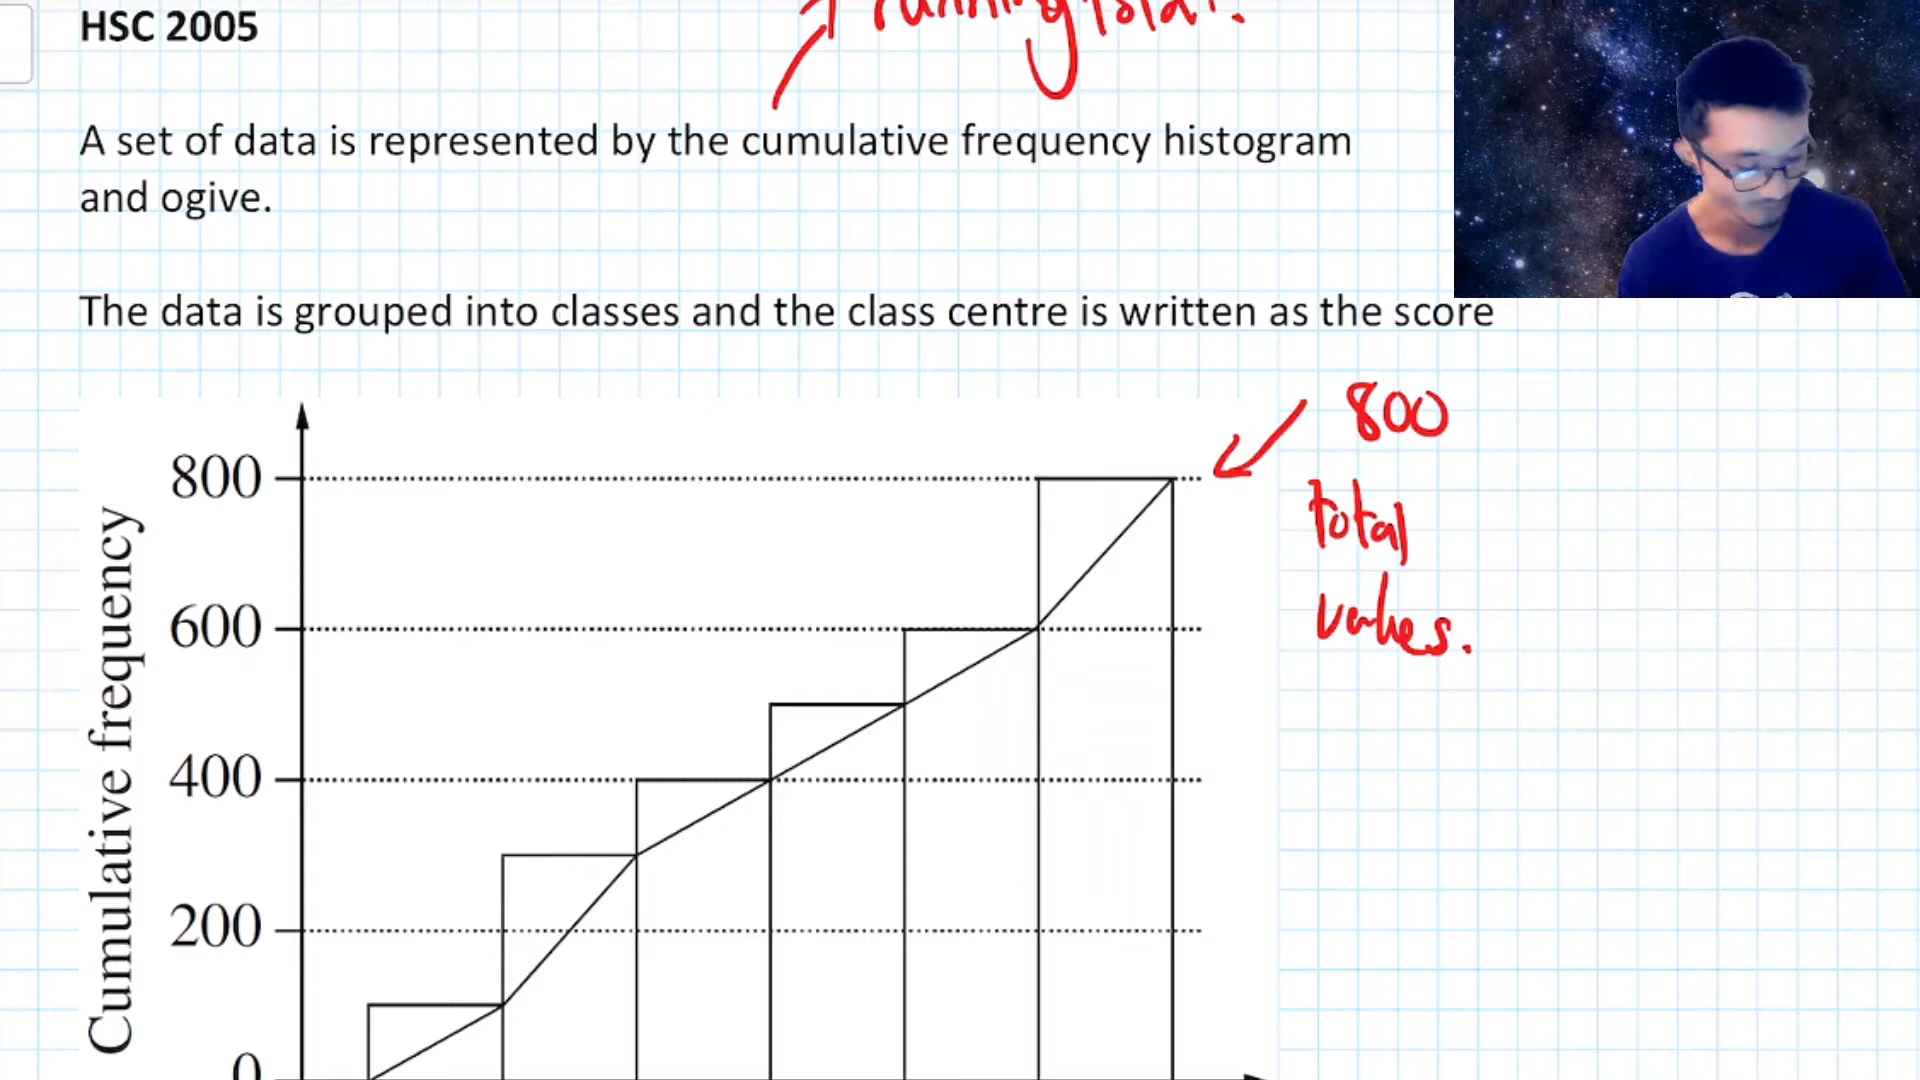 HSC 2005
running total.
A set of data is represented by the cumulative frequency histogram
and ogive.
The data is grouped into classes and the class centre is written as the score
800
total
values.
Cumulative frequency
800
600
400
200
0